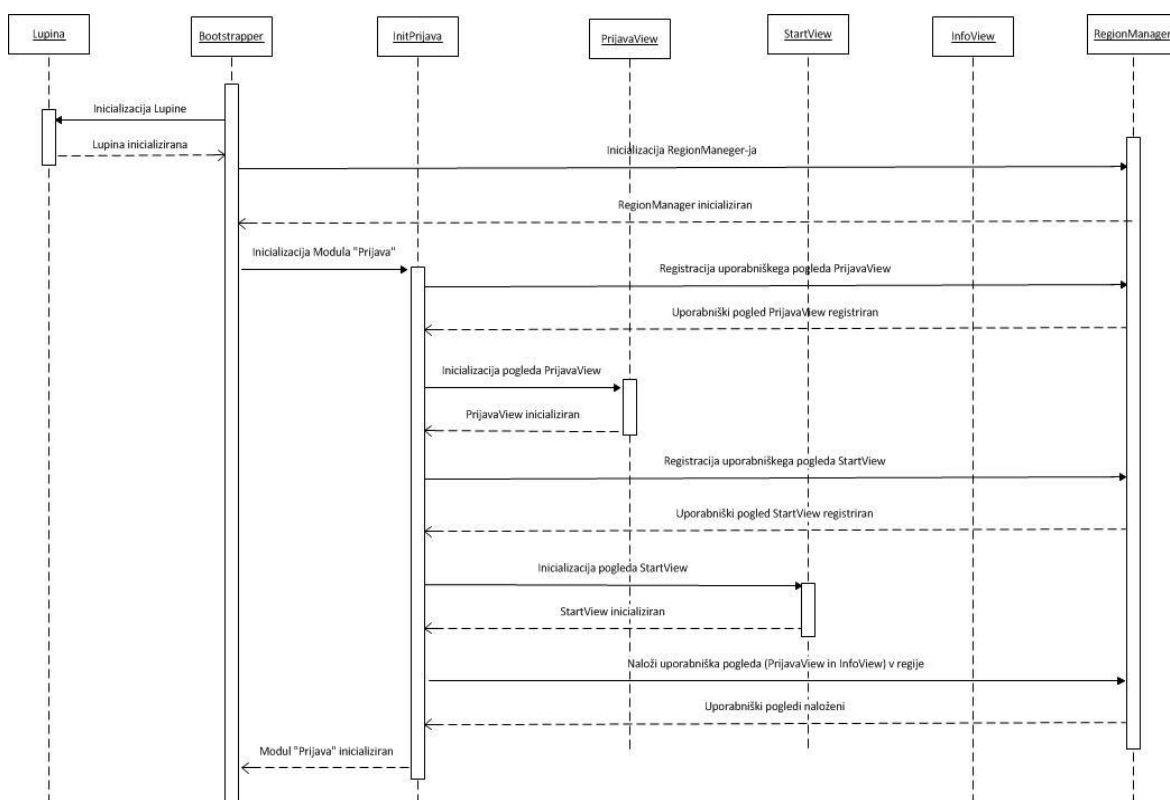 Lupina
Bootstrapper
InitPrijava
PrijavaView
StartView
InfoView
RegionManager
Inicializacija Lupine
Lupina inicializirana
Inicializacija RegionManeger-ja
RegionManager inicializiran
Inicializacija Modula "Prijava"
Registracija uporabniškega pogleda PrijavaView
Uporabniški pogled PrijavaView registriran
Inicializacija pogleda PrijavaView
PrijavaView inicializiran
Registracija uporabniškega pogleda StartView
Uporabniški pogled StartView registriran
Inicializacija pogleda StartView
StartView inicializiran
Naloži uporabniška pogleda (PrijavaView in InfoView) v regije
Uporabniški pogledi naloženi
Modul "Prijava" inicializiran